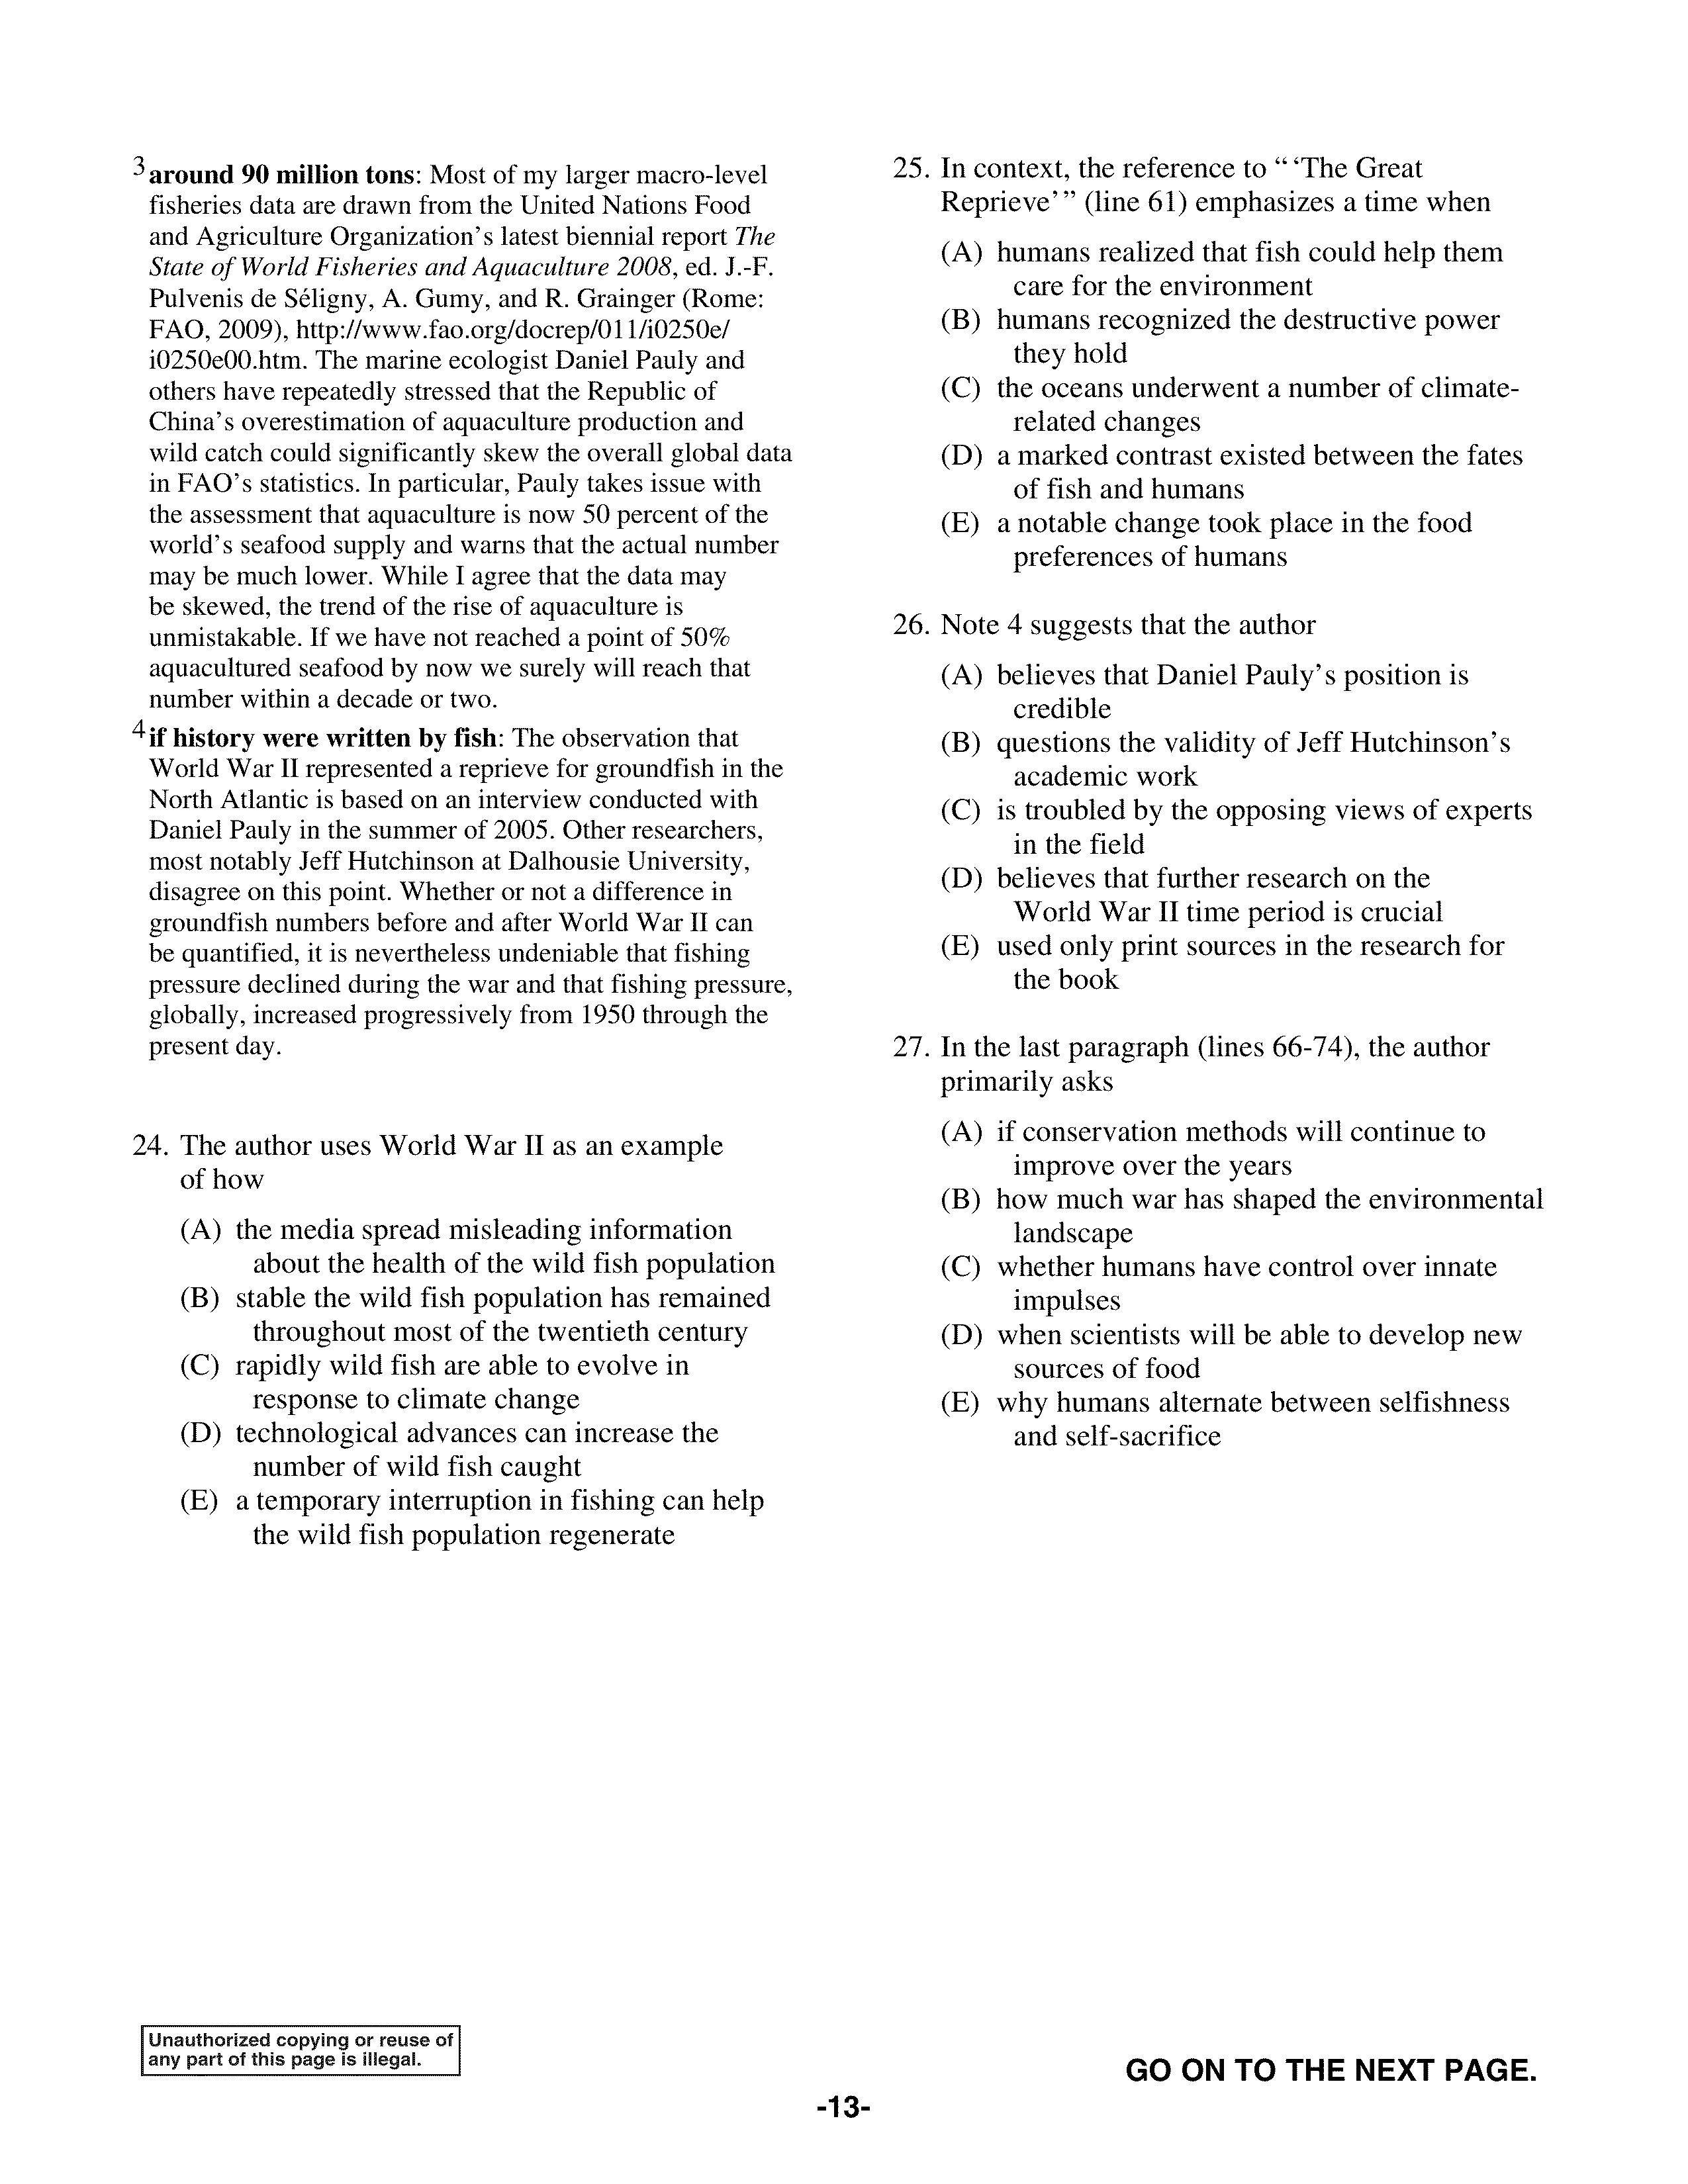 3 around 90 million tons: Most of my larger macro-level
fisheries data are drawn from the United Nations Food
and Agriculture Organization's latest biennial report The
State of World Fisheries and Aquaculture 2008, ed. J.-F.
Pulvenis de Séligny, A. Gumy, and R. Grainger (Rome:
FAO, 2009), http://www.fao.org/docrep/011/i0250e/
i0250e00.htm. The marine ecologist Daniel Pauly and
others have repeatedly stressed that the Republic of
China's overestimation of aquaculture production and
wild catch could significantly skew the overall global data
in FAO's statistics. In particular, Pauly takes issue with
the assessment that aquaculture is now 50 percent of the
world's seafood supply and warns that the actual number
may be much lower. While I agree that the data may
be skewed, the trend of the rise of aquaculture is
unmistakable. If we have not reached a point of 50%
aquacultured seafood by now we surely will reach that
number within a decade or two.
4 if history were written by fish: The observation that
World War II represented a reprieve for groundfish in the
North Atlantic is based on an interview conducted with
Daniel Pauly in the summer of 2005. Other researchers,
most notably Jeff Hutchinson at Dalhousie University,
disagree on this point. Whether or not a difference in
groundfish numbers before and after World War II can
be quantified, it is nevertheless undeniable that fishing
pressure declined during the war and that fishing pressure,
globally, increased progressively from 1950 through the
present day.
24. The author uses World War II as an example
of how
(A) the media spread misleading information
about the health of the wild fish population
(B) stable the wild fish population has remained
throughout most of the twentieth century
(C) rapidly wild fish are able to evolve in
response to climate change
(D) technological advances can increase the
number of wild fish caught
(E) a temporary interruption in fishing can help
the wild fish population regenerate
25. In context, the reference to “ ‘The Great
Reprieve’ ” (line 61) emphasizes a time when
(A) humans realized that fish could help them
care for the environment
(B) humans recognized the destructive power
they hold
(C) the oceans underwent a number of climate-
related changes
(D) a marked contrast existed between the fates
of fish and humans
(E) a notable change took place in the food
preferences of humans
26. Note 4 suggests that the author
(A) believes that Daniel Pauly's position is
credible
(B) questions the validity of Jeff Hutchinson's
academic work
(C) is troubled by the opposing views of experts
in the field
(D) believes that further research on the
World War II time period is crucial
(E) used only print sources in the research for
the book
27. In the last paragraph (lines 66-74), the author
primarily asks
(A) if conservation methods will continue to
improve over the years
(B) how much war has shaped the environmental
landscape
(C) whether humans have control over innate
impulses
(D) when scientists will be able to develop new
sources of food
(E) why humans alternate between selfishness
and self-sacrifice
Unauthorized copying or reuse of
any part of this page is illegal.
GO ON TO THE NEXT PAGE.
-13-